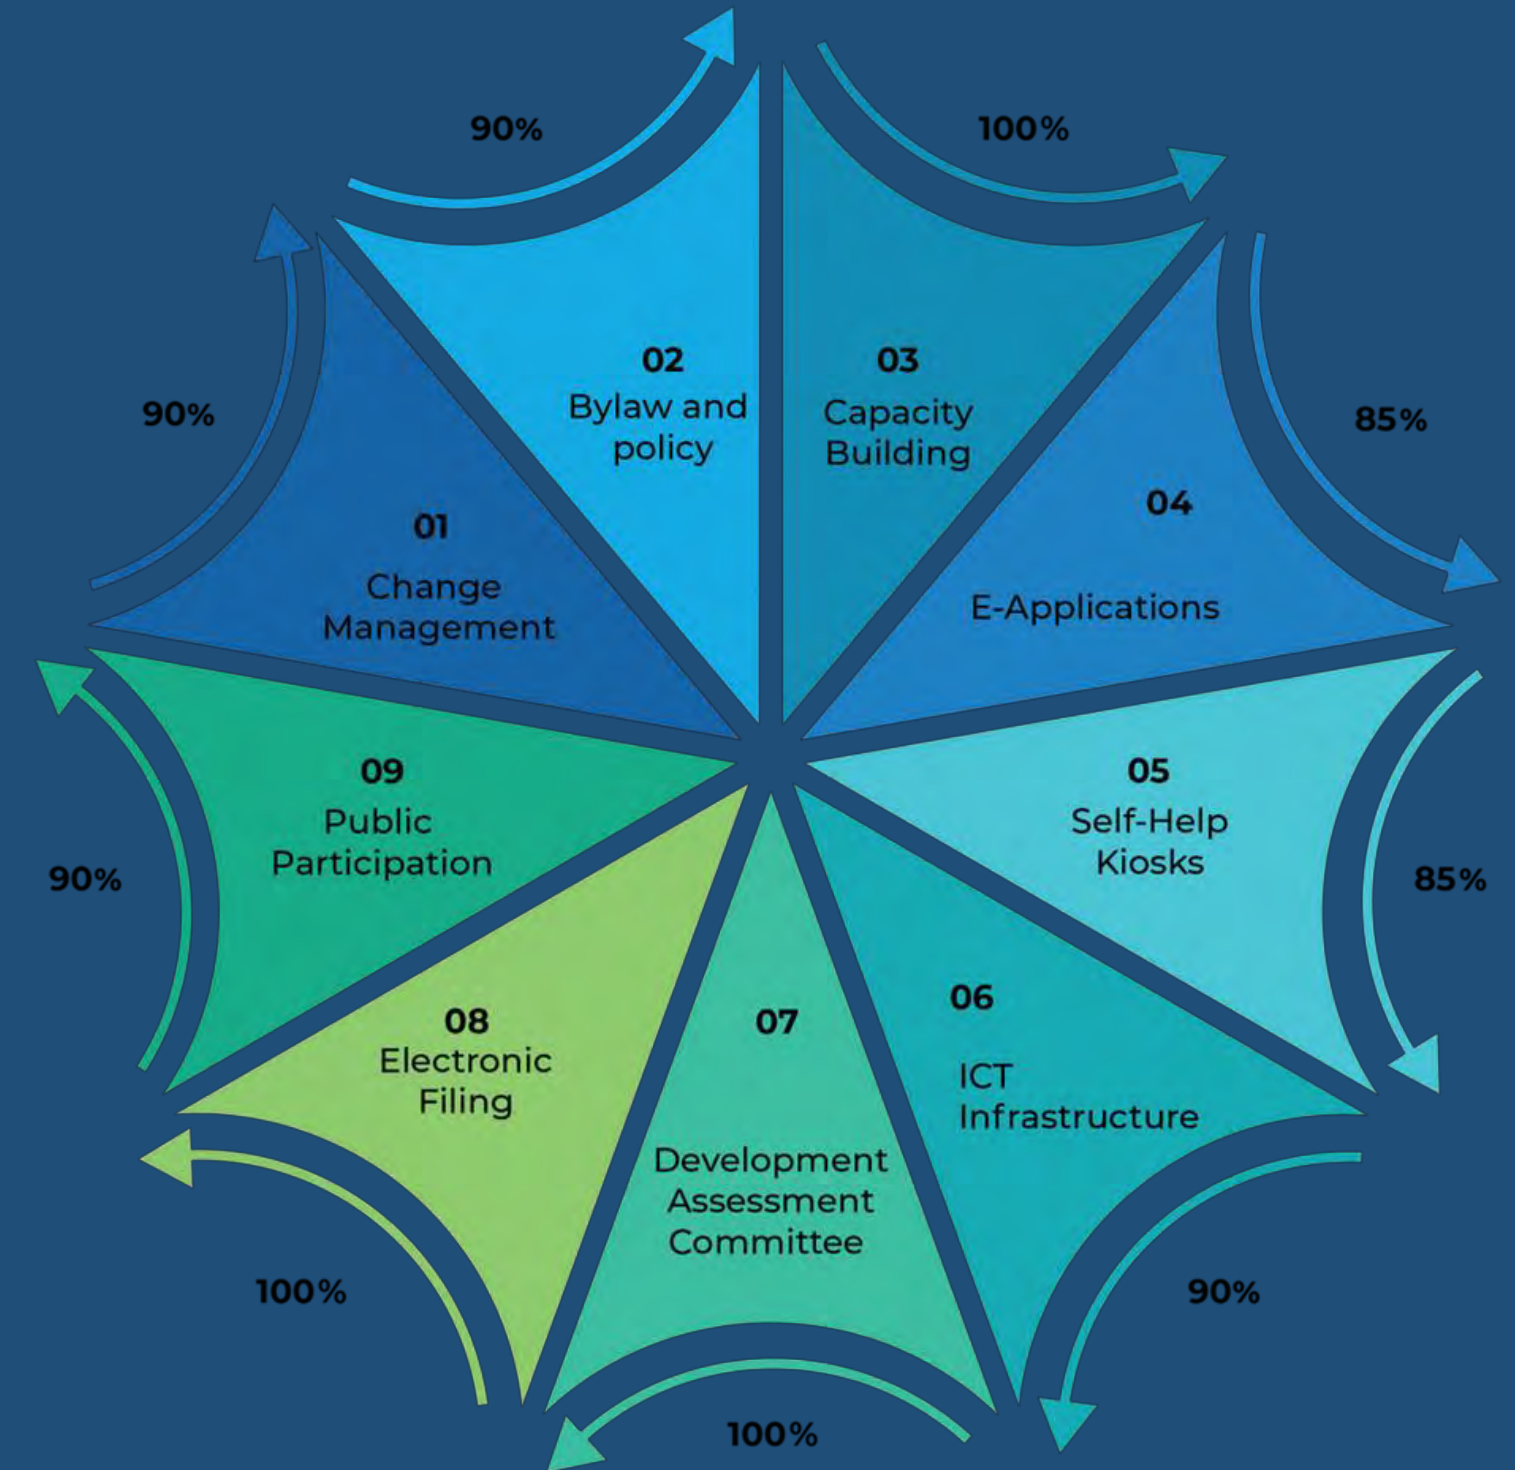 90%
01
Change
Management
90%
02
Bylaw and
policy
100%
03
Capacity
Building
85%
04
E-Applications
85%
05
Self-Help
Kiosks
90%
06
ICT
Infrastructure
100%
07
Development
Assessment
Committee
100%
08
Electronic
Filing
90%
09
Public
Participation